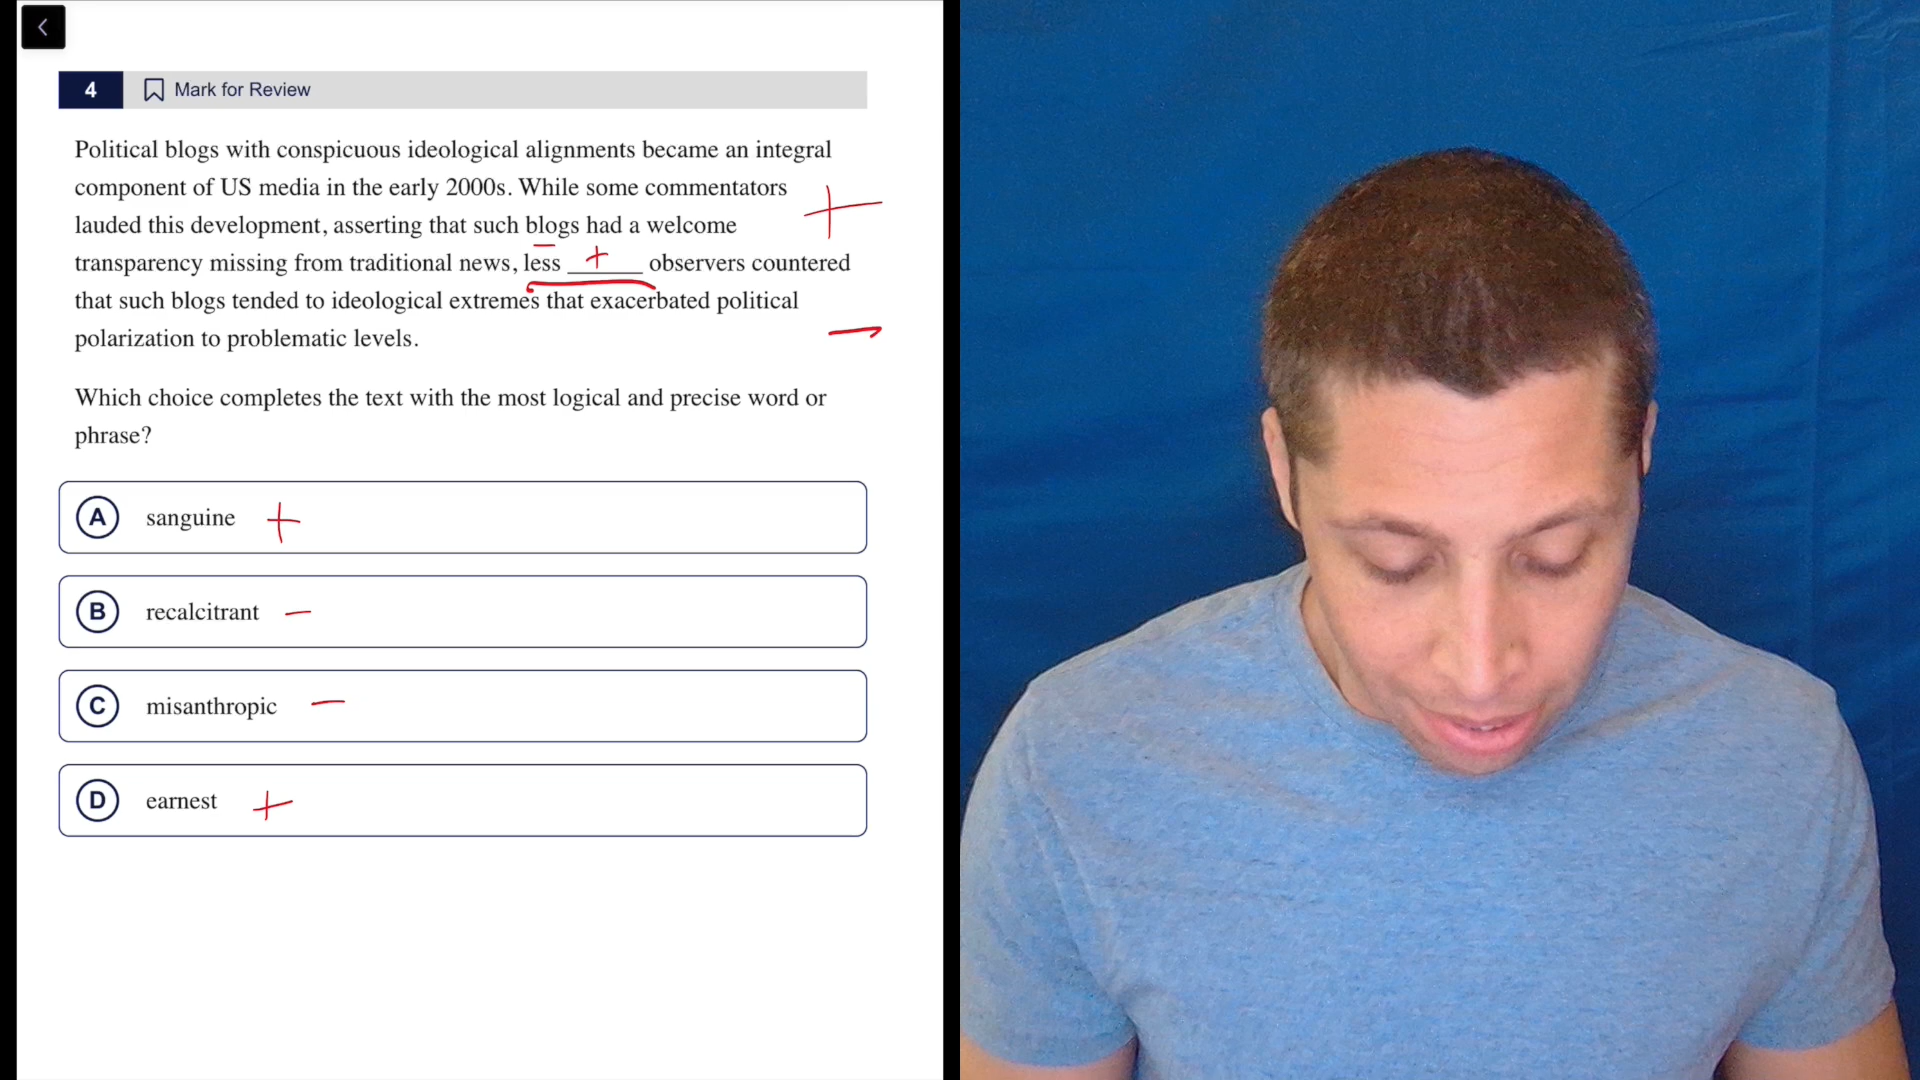 4 Mark for Review
Political blogs with conspicuous ideological alignments became an integral
component of US media in the early 2000s. While some commentators
lauded this development, asserting that such blogs had a welcome
transparency missing from traditional news, less ______ observers countered
that such blogs tended to ideological extremes that exacerbated political
polarization to problematic levels.
Which choice completes the text with the most logical and precise word or
phrase?
A sanguine +
B recalcitrant −
C misanthropic −
D earnest +